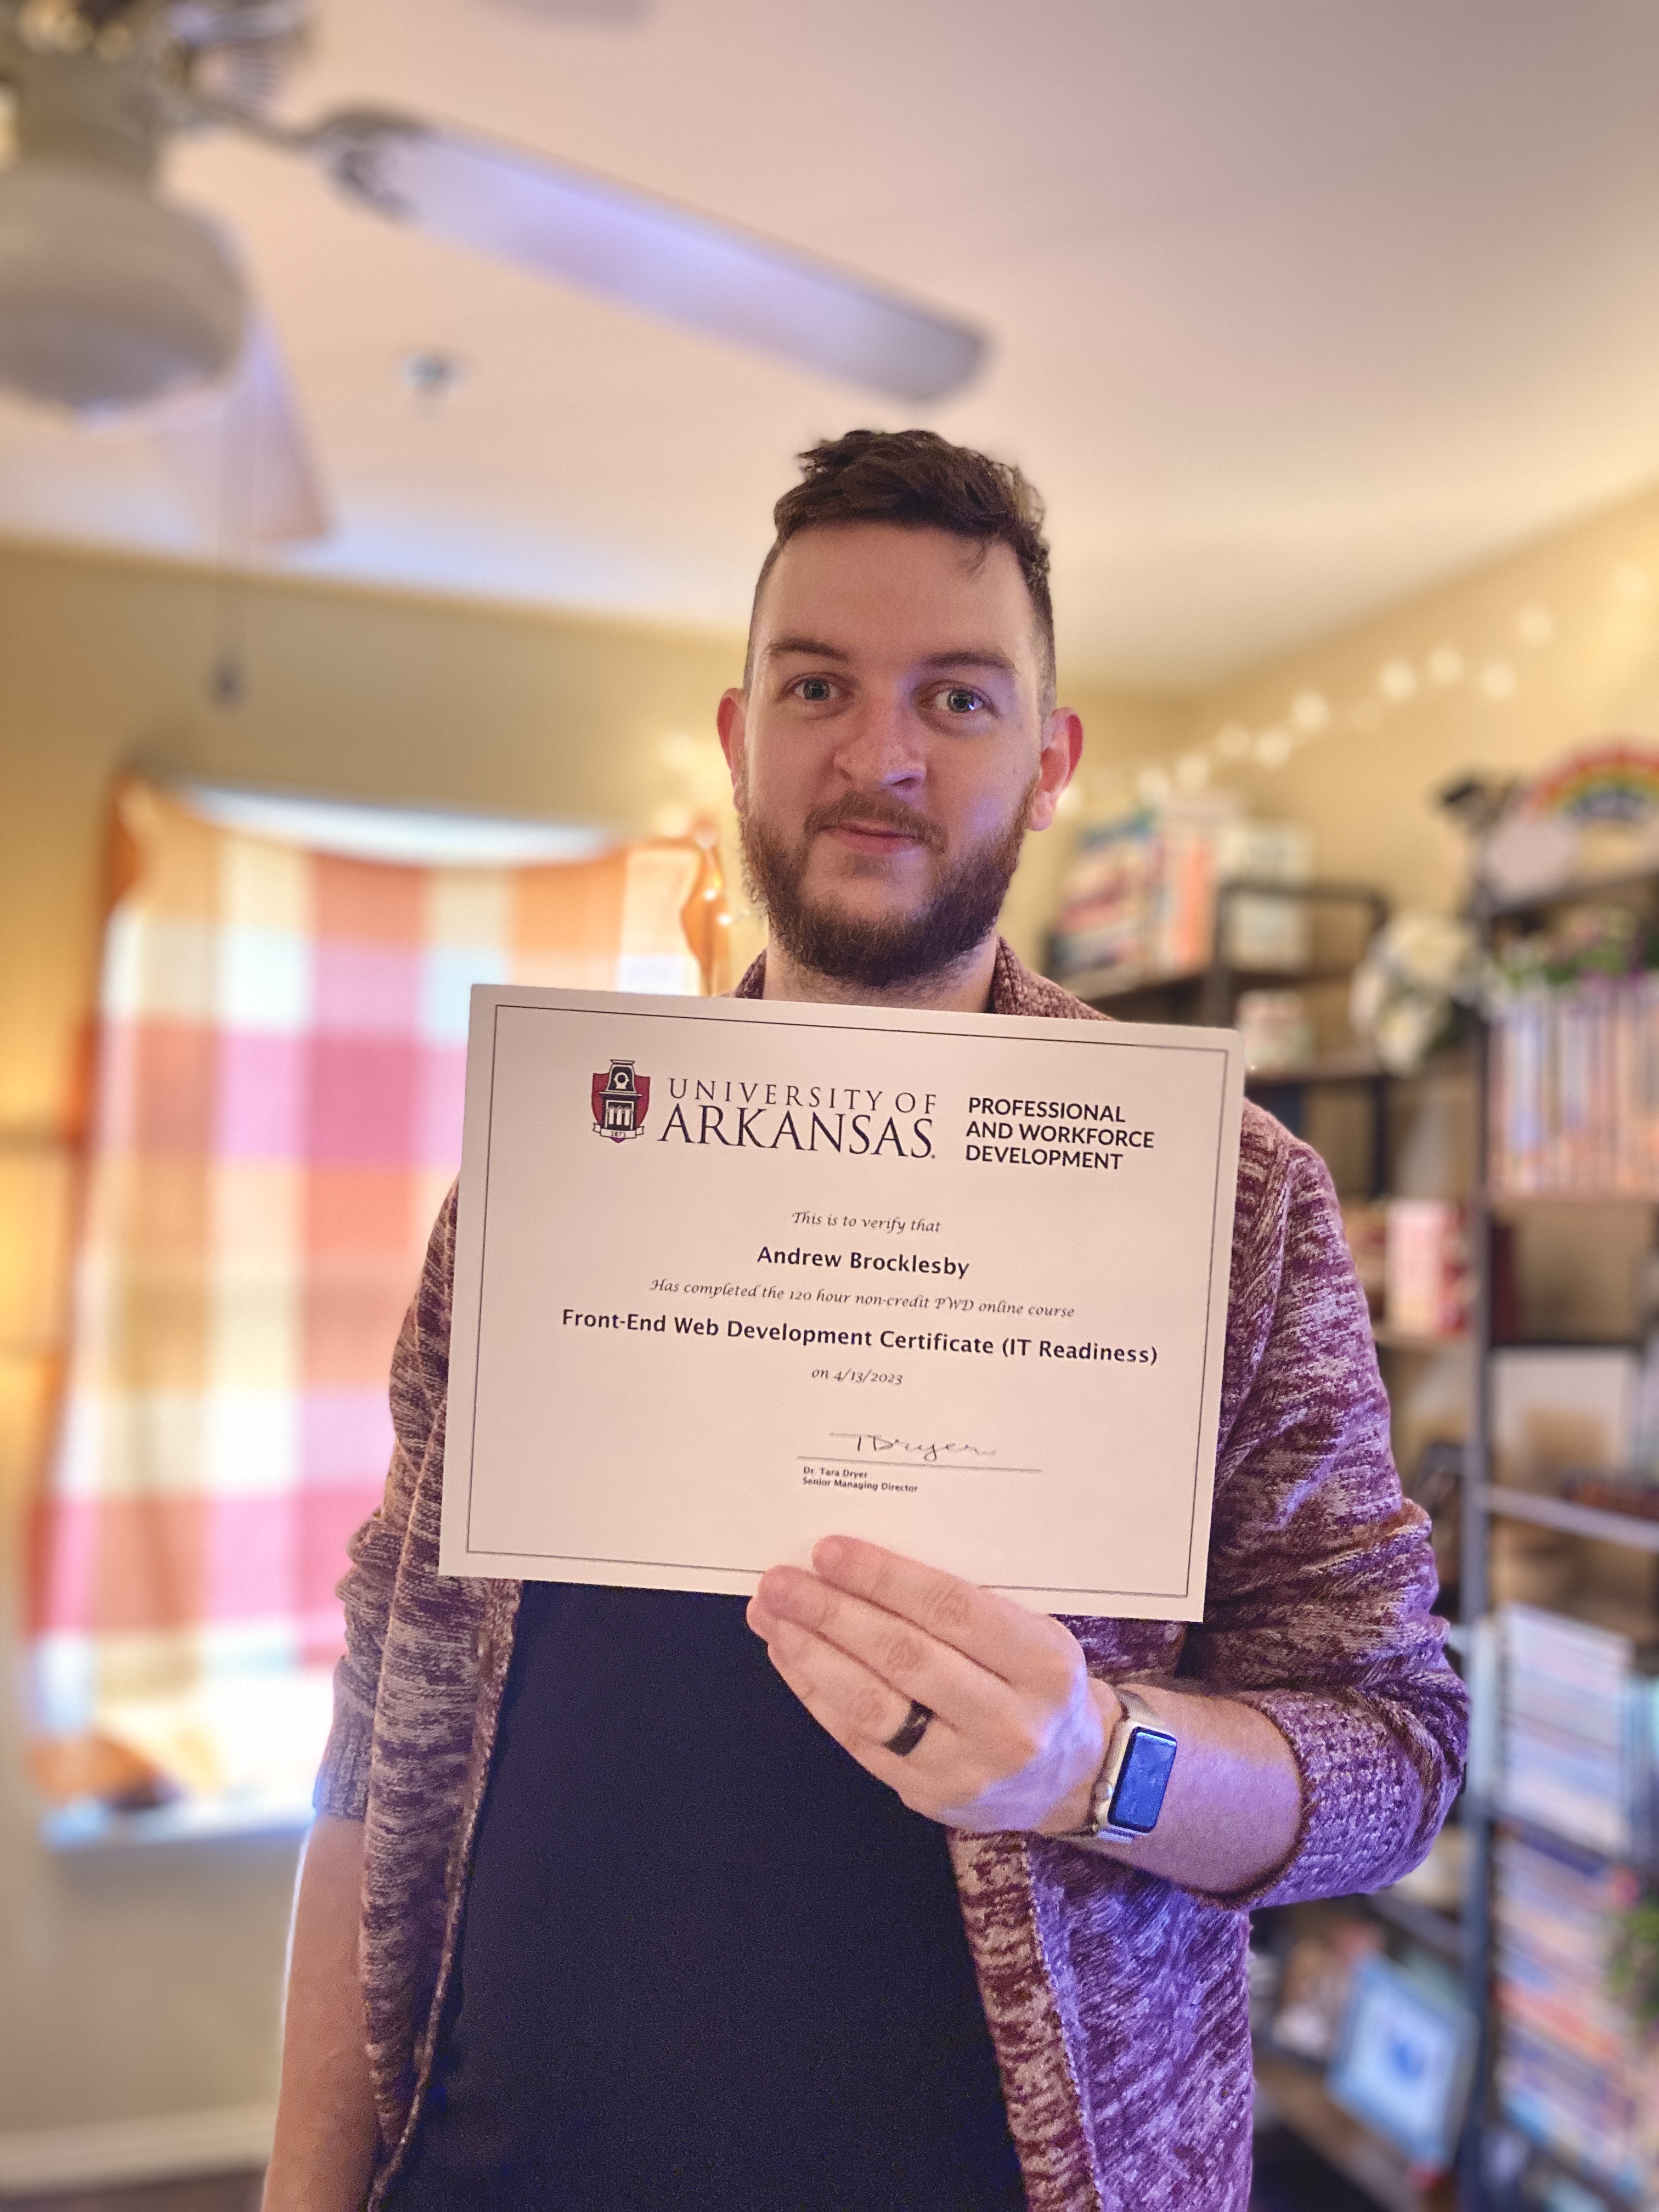 UNIVERSITY OF
ARKANSAS.
PROFESSIONAL
AND WORKFORCE
DEVELOPMENT
1871
This is to verify that
Andrew Brocklesby
Has completed the 120 hour non-credit PWD online course
Front-End Web Development Certificate (IT Readiness)
on 4/13/2023
TDryer
Dr. Tara Dryer
Senior Managing Director